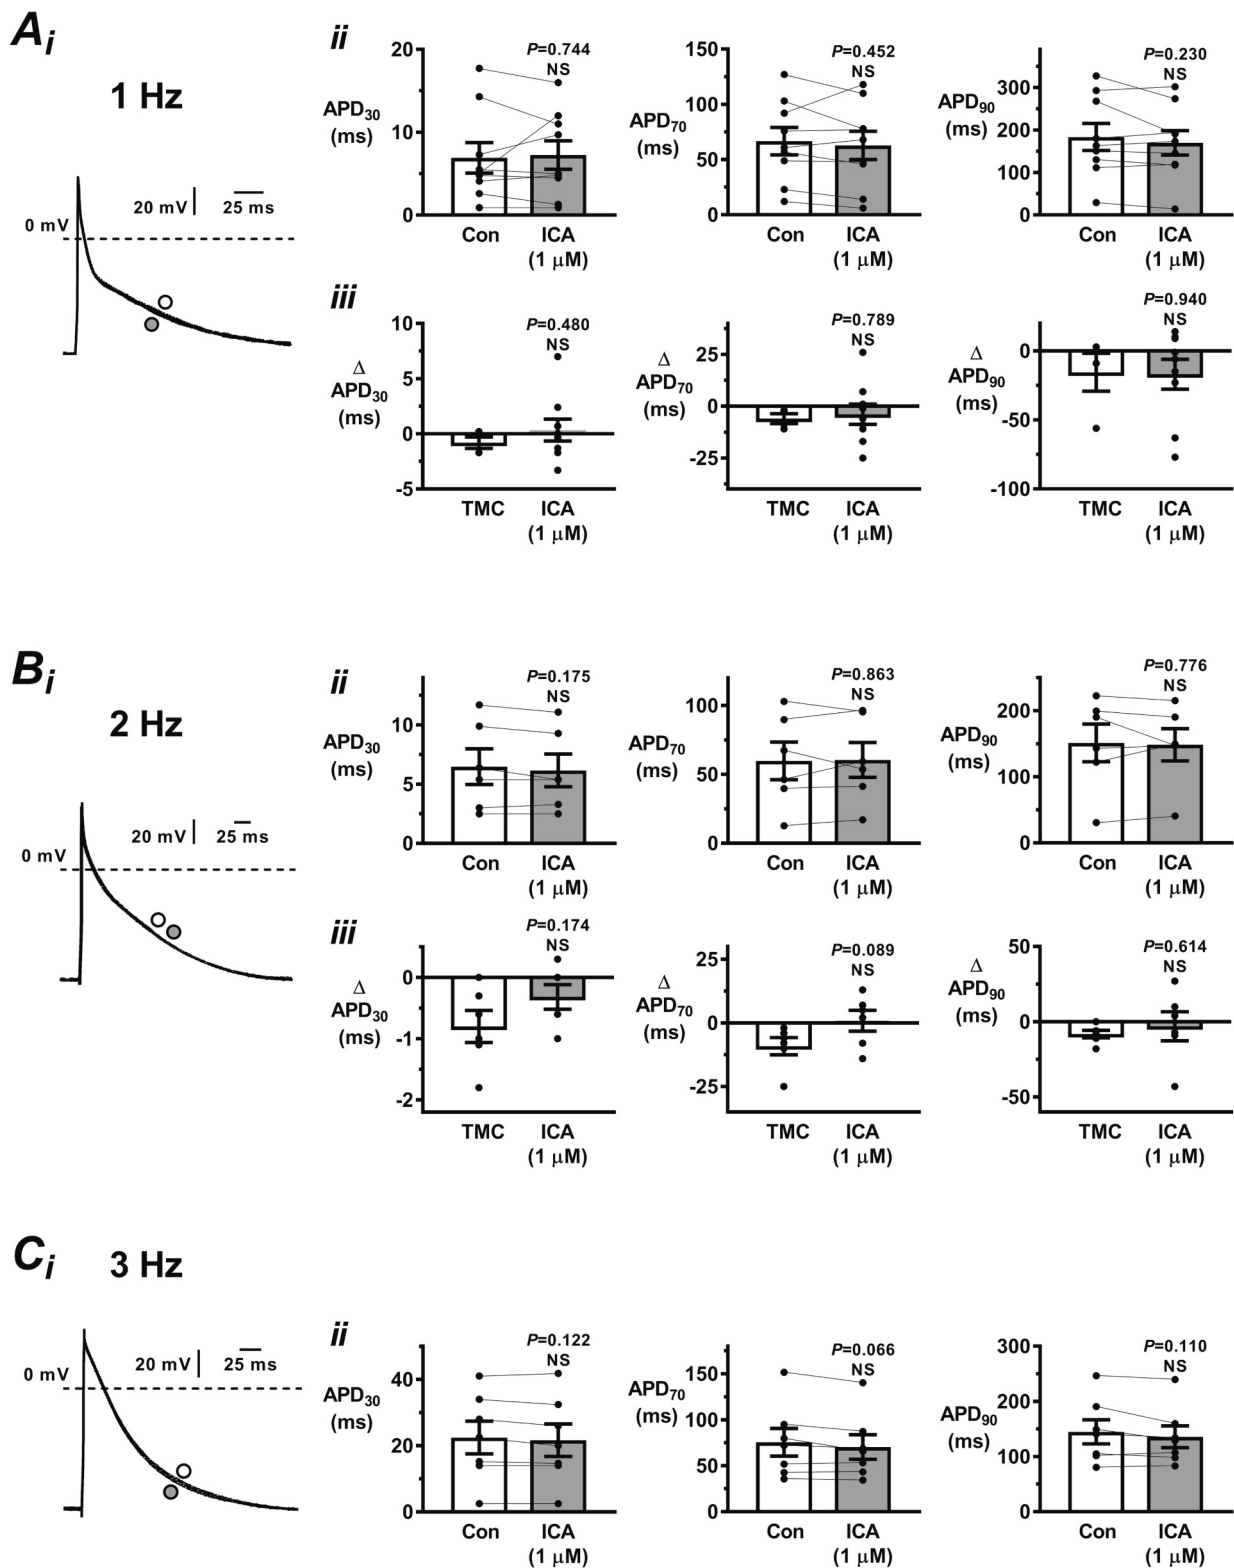 Ai
1 Hz
20 mV
25 ms
0 mV
ii
20
10
0
APD30
(ms)
P=0.744
NS
Con
ICA
(1 μM)
150
100
50
0
APD70
(ms)
P=0.452
NS
Con
ICA
(1 μM)
300
200
100
0
APD90
(ms)
P=0.230
NS
Con
ICA
(1 μM)
iii
10
5
0
-5
Δ
APD30
(ms)
P=0.480
NS
TMC
ICA
(1 μM)
25
0
-25
Δ
APD70
(ms)
P=0.789
NS
TMC
ICA
(1 μM)
0
-50
-100
Δ
APD90
(ms)
P=0.940
NS
TMC
ICA
(1 μM)
Bi
2 Hz
20 mV
25 ms
0 mV
ii
10
5
0
APD30
(ms)
P=0.175
NS
Con
ICA
(1 μM)
100
50
0
APD70
(ms)
P=0.863
NS
Con
ICA
(1 μM)
200
100
0
APD90
(ms)
P=0.776
NS
Con
ICA
(1 μM)
iii
0
-1
-2
Δ
APD30
(ms)
P=0.174
NS
TMC
ICA
(1 μM)
25
0
-25
Δ
APD70
(ms)
P=0.089
NS
TMC
ICA
(1 μM)
50
0
-50
Δ
APD90
(ms)
P=0.614
NS
TMC
ICA
(1 μM)
Ci
3 Hz
20 mV
25 ms
0 mV
ii
40
20
0
APD30
(ms)
P=0.122
NS
Con
ICA
(1 μM)
150
100
50
0
APD70
(ms)
P=0.066
NS
Con
ICA
(1 μM)
300
200
100
0
APD90
(ms)
P=0.110
NS
Con
ICA
(1 μM)